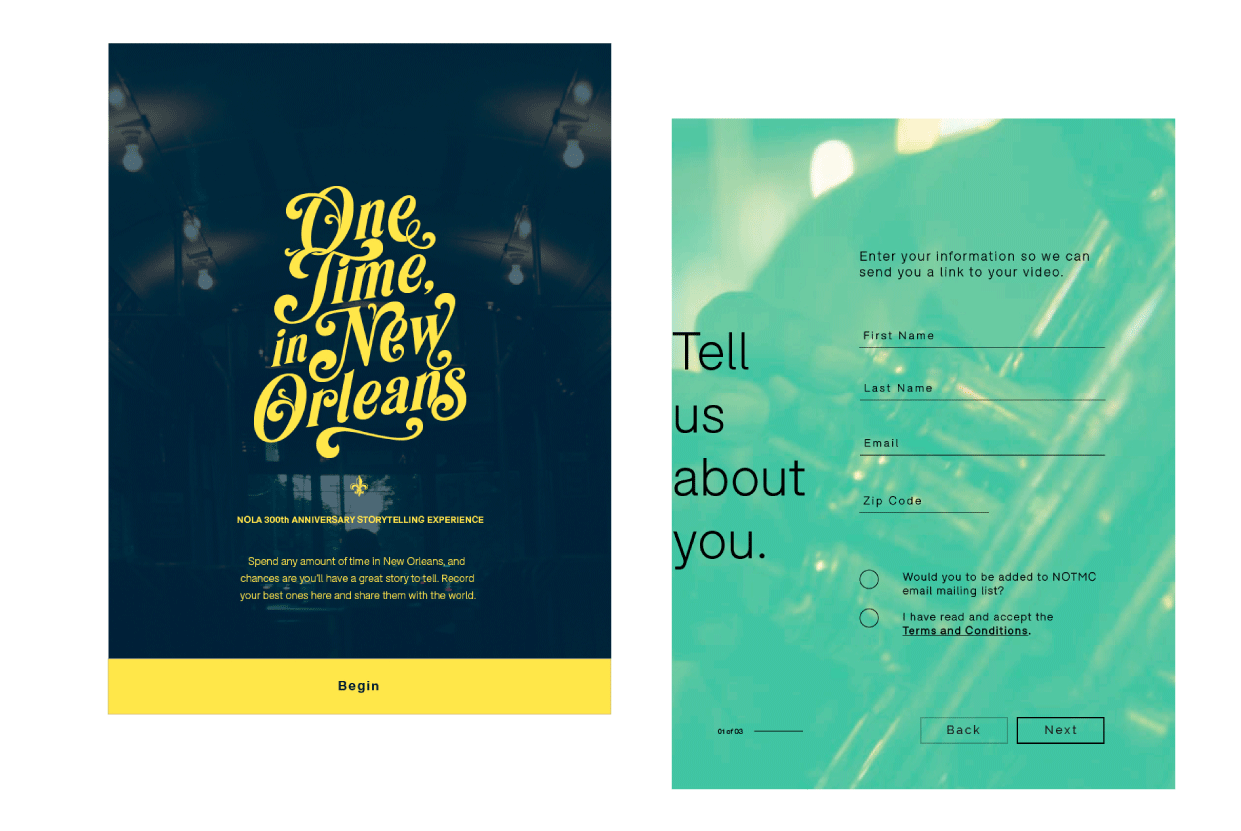 One
Time,
in New
Orleans
NOLA 300th ANNIVERSARY STORYTELLING EXPERIENCE
Spend any amount of time in New Orleans, and
chances are you'll have a great story to tell. Record
your best ones here and share them with the world.
Begin
Tell
us
about
you.
Enter your information so we can
send you a link to your video.
First Name
Last Name
Email
Zip Code
Would you to be added to NOTMC
email mailing list?
I have read and accept the
Terms and Conditions.
01 of 03
Back
Next